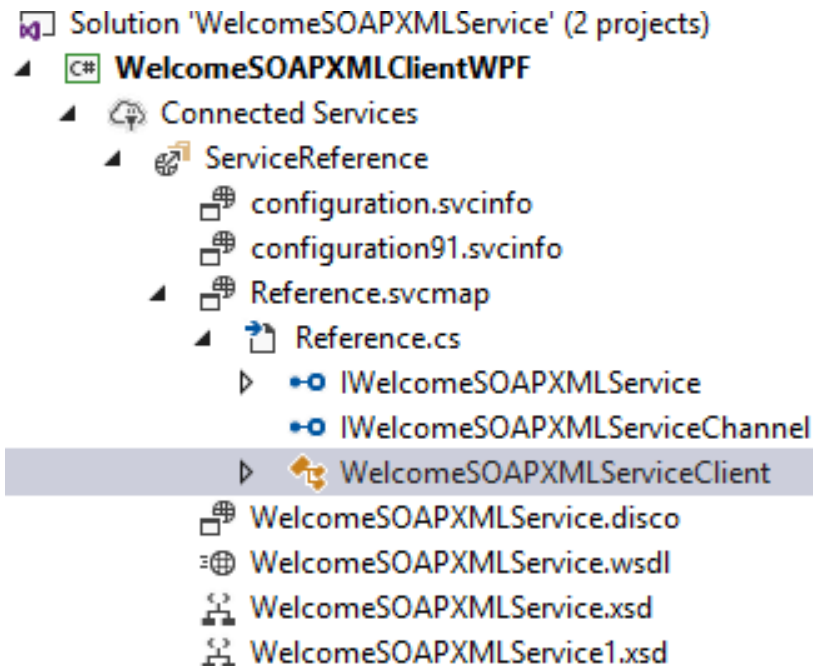 Solution 'WelcomeSOAPXMLService' (2 projects)
C# WelcomeSOAPXMLClientWPF
Connected Services
ServiceReference
configuration.svcinfo
configuration91.svcinfo
Reference.svcmap
Reference.cs
IWelcomeSOAPXMLService
IWelcomeSOAPXMLServiceChannel
WelcomeSOAPXMLServiceClient
WelcomeSOAPXMLService.disco
WelcomeSOAPXMLService.wsdl
WelcomeSOAPXMLService.xsd
WelcomeSOAPXMLService1.xsd